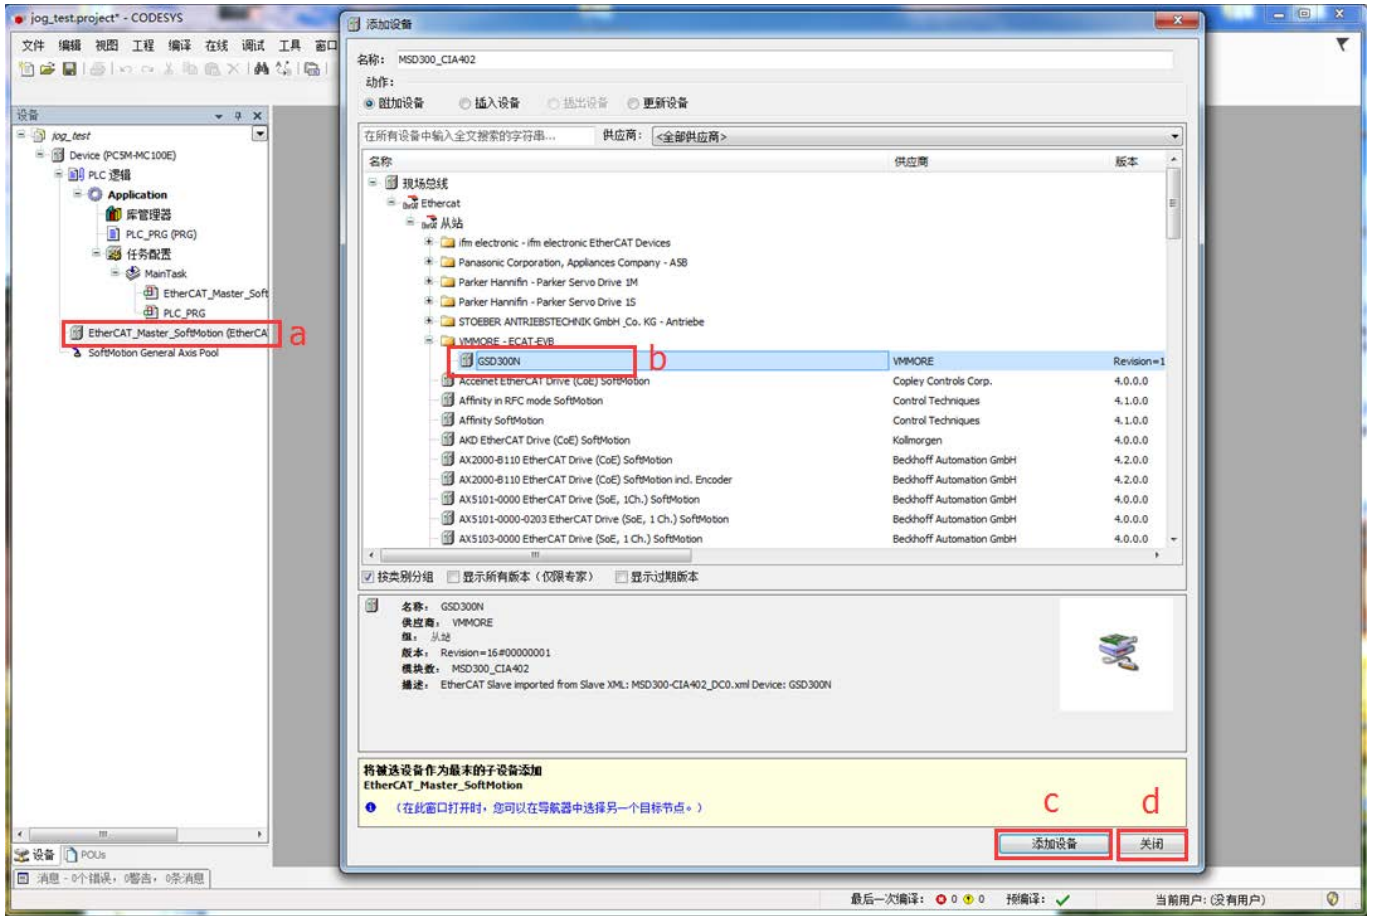 jog_test.project* - CODESYS
文件 编辑 视图 工程 编译 在线 调试 工具 窗口
设备
jog_test
Device (PC5M-MC100E)
PLC 逻辑
Application
库管理器
PLC_PRG (PRG)
任务配置
MainTask
EtherCAT_Master_Soft
PLC_PRG
EtherCAT_Master_SoftMotion (EtherCA
a
SoftMotion General Axis Pool
设备 POUs
消息 - 0个错误, 0警告, 0条消息
添加设备
名称: MSD300_CIA402
动作:
附加设备 插入设备 拔出设备 更新设备
在所有设备中输入全文搜索的字符串... 供应商: <全部供应商>
名称 供应商 版本
现场总线
Ethercat
从站
ifm electronic - ifm electronic EtherCAT Devices
Panasonic Corporation, Appliances Company - A5B
Parker Hannifin - Parker Servo Drive 1M
Parker Hannifin - Parker Servo Drive 1S
STOEBER ANTRIEBSTECHNIK GmbH _Co. KG - Antriebe
VMMORE - ECAT-EVB
GSD300N b VMMORE Revision=1
Accelnet EtherCAT Drive (CoE) SoftMotion Copley Controls Corp. 4.0.0.0
Affinity in RFC mode SoftMotion Control Techniques 4.1.0.0
Affinity SoftMotion Control Techniques 4.1.0.0
AKD EtherCAT Drive (CoE) SoftMotion Kollmorgen 4.0.0.0
AX2000-B110 EtherCAT Drive (CoE) SoftMotion Beckhoff Automation GmbH 4.2.0.0
AX2000-B110 EtherCAT Drive (CoE) SoftMotion incl. Encoder Beckhoff Automation GmbH 4.2.0.0
AX5101-0000 EtherCAT Drive (SoE, 1Ch.) SoftMotion Beckhoff Automation GmbH 4.0.0.0
AX5101-0000-0203 EtherCAT Drive (SoE, 1 Ch.) SoftMotion Beckhoff Automation GmbH 4.0.0.0
AX5103-0000 EtherCAT Drive (SoE, 1 Ch.) SoftMotion Beckhoff Automation GmbH 4.0.0.0
按类别分组 显示所有版本(仅限专家) 显示过期版本
名称: GSD300N
供应商: VMMORE
组: 从站
版本: Revision=16#00000001
模块数: MSD300_CIA402
描述: EtherCAT Slave imported from Slave XML: MSD300-CIA402_DC0.xml Device: GSD300N
将被选设备作为最末的子设备添加
EtherCAT_Master_SoftMotion
(在此窗口打开时,您可以在导航器中选择另一个目标节点。)
c d
添加设备 关闭
最后一次编译: 0 0 预编译: 当前用户: (没有用户)